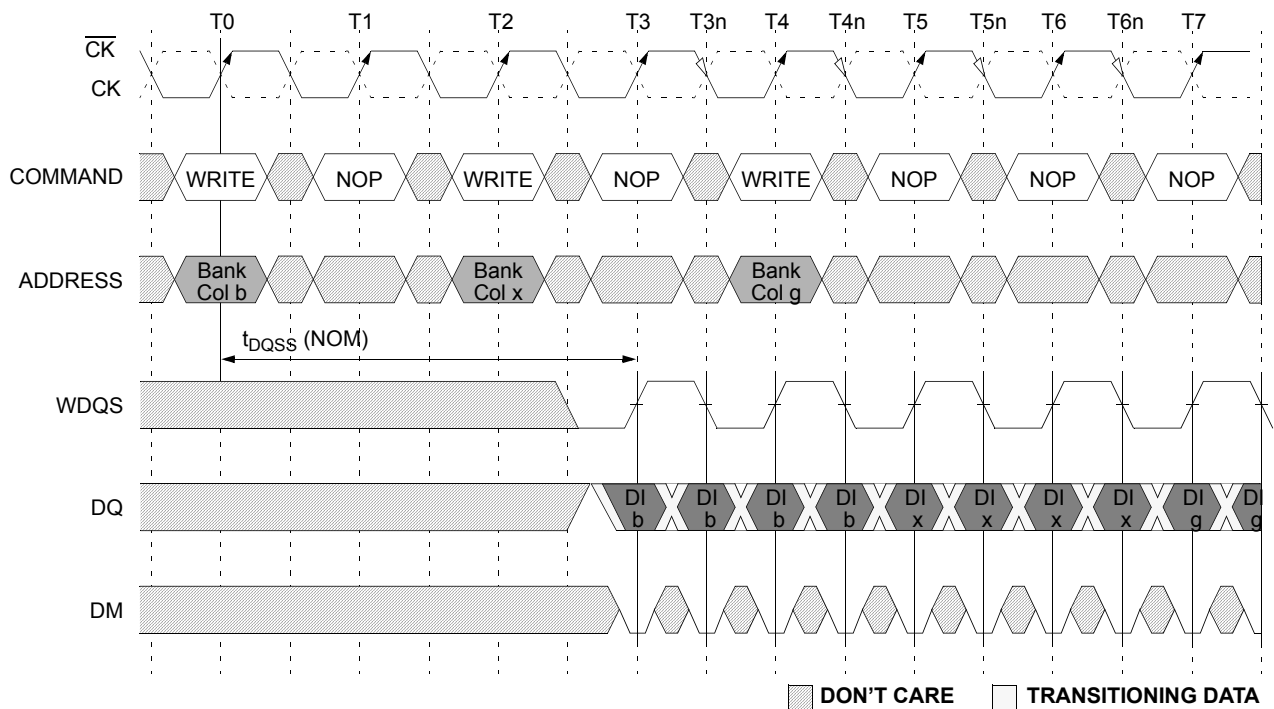 T0 T1 T2 T3 T3n T4 T4n T5 T5n T6 T6n T7
CK
CK
COMMAND WRITE NOP WRITE NOP WRITE NOP NOP NOP
ADDRESS Bank Bank Bank
Col b Col x Col g
tDQSS (NOM)
WDQS
DQ DI DI DI DI DI DI DI DI DI DI
b b b b x x x x g g
DM
DON'T CARE TRANSITIONING DATA